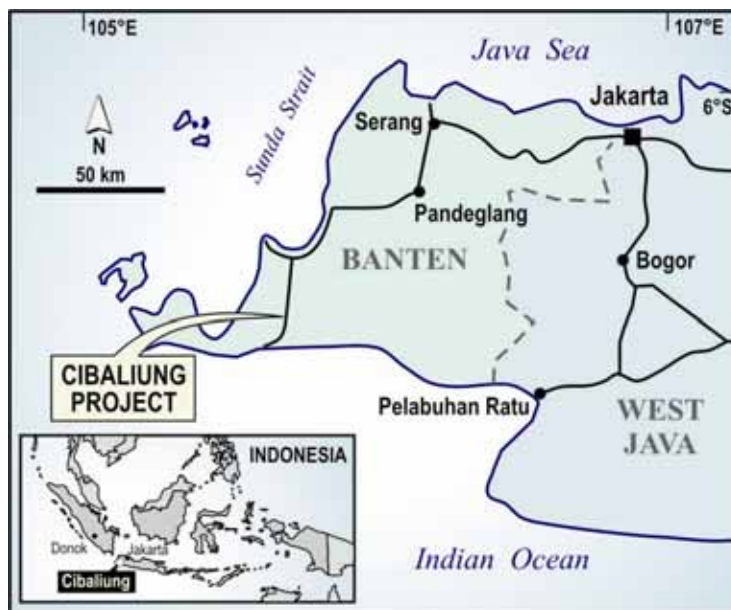 105°E
107°E
Java Sea
Jakarta
6°S
Serang
Sunda Strait
N
50 km
Pandeglang
BANTEN
Bogor
CIBALIUNG
PROJECT
Pelabuhan Ratu
WEST
JAVA
INDONESIA
Donok
Jakarta
Cibaliung
Indian Ocean